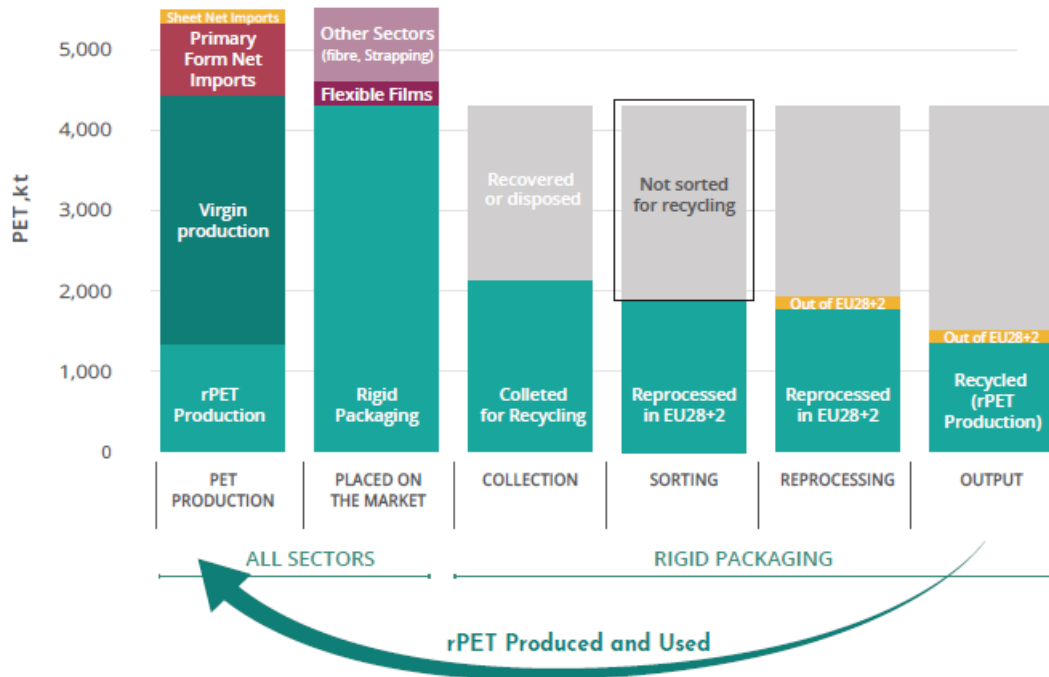 PET,kt
5,000
4,000
3,000
2,000
1,000
0
Sheet Net Imports
Primary
Form Net
Imports
Virgin
production
rPET
Production
Other Sectors
(fibre, Strapping)
Flexible Films
Rigid
Packaging
Recovered
or disposed
Colleted
for Recycling
Not sorted
for recycling
Reprocessed
in EU28+2
Out of EU28+2
Reprocessed
in EU28+2
Out of EU28+2
Recycled
(rPET
Production)
PET
PRODUCTION
PLACED ON
THE MARKET
COLLECTION
SORTING
REPROCESSING
OUTPUT
ALL SECTORS
RIGID PACKAGING
rPET Produced and Used